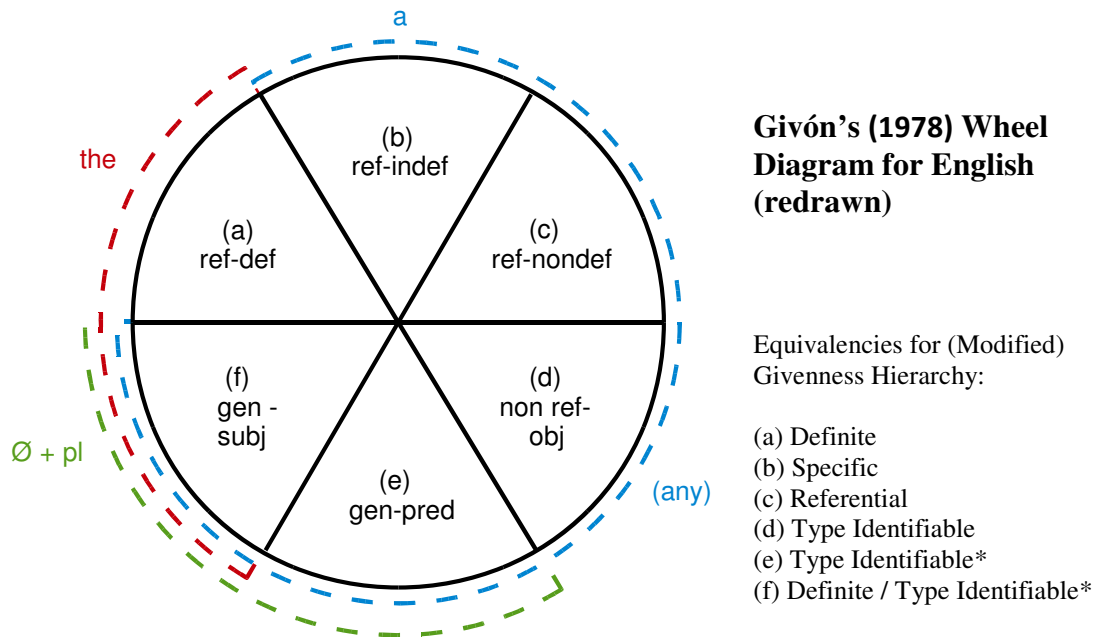 a
the
(b)
ref-indef
(a)
ref-def
(c)
ref-nondef
(f)
gen -
subj
(d)
non ref-
obj
(e)
gen-pred
Ø + pl
(any)
Givón’s (1978) Wheel
Diagram for English
(redrawn)
Equivalencies for (Modified)
Givenness Hierarchy:
(a) Definite
(b) Specific
(c) Referential
(d) Type Identifiable
(e) Type Identifiable*
(f) Definite / Type Identifiable*